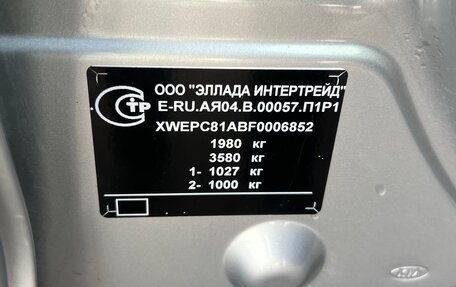 ООО "ЭЛЛАДА ИНТЕРТРЕЙД"
E-RU.АЯ04.В.00057.П1Р1
XWEPC81ABF0006852
1980 кг
3580 кг
1- 1027 кг
2- 1000 кг